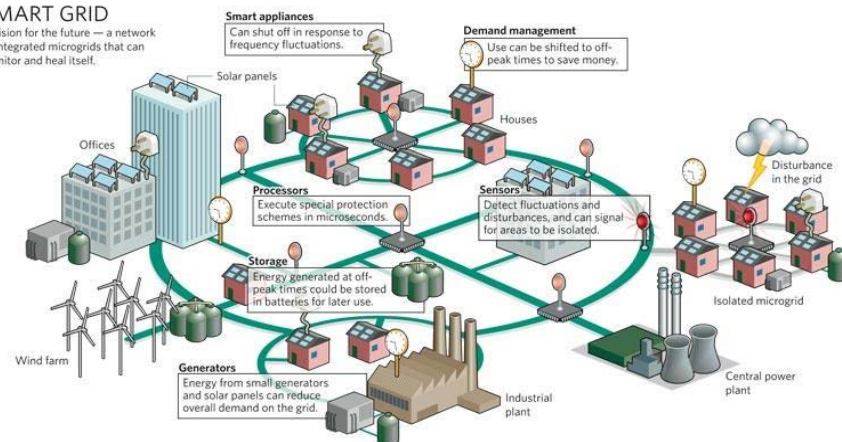 MART GRID
ision for the future — a network
ntegrated microgrids that can
nitor and heal itself.
Smart appliances
Can shut off in response to
frequency fluctuations.
Demand management
Use can be shifted to off-
peak times to save money.
Solar panels
Houses
Offices
Disturbance
in the grid
Processors
Execute special protection
schemes in microseconds.
Sensors
Detect fluctuations and
disturbances, and can signal
for areas to be isolated.
Storage
Energy generated at off-
peak times could be stored
in batteries for later use.
Isolated microgrid
Wind farm
Generators
Energy from small generators
and solar panels can reduce
overall demand on the grid.
Industrial
plant
Central power
plant